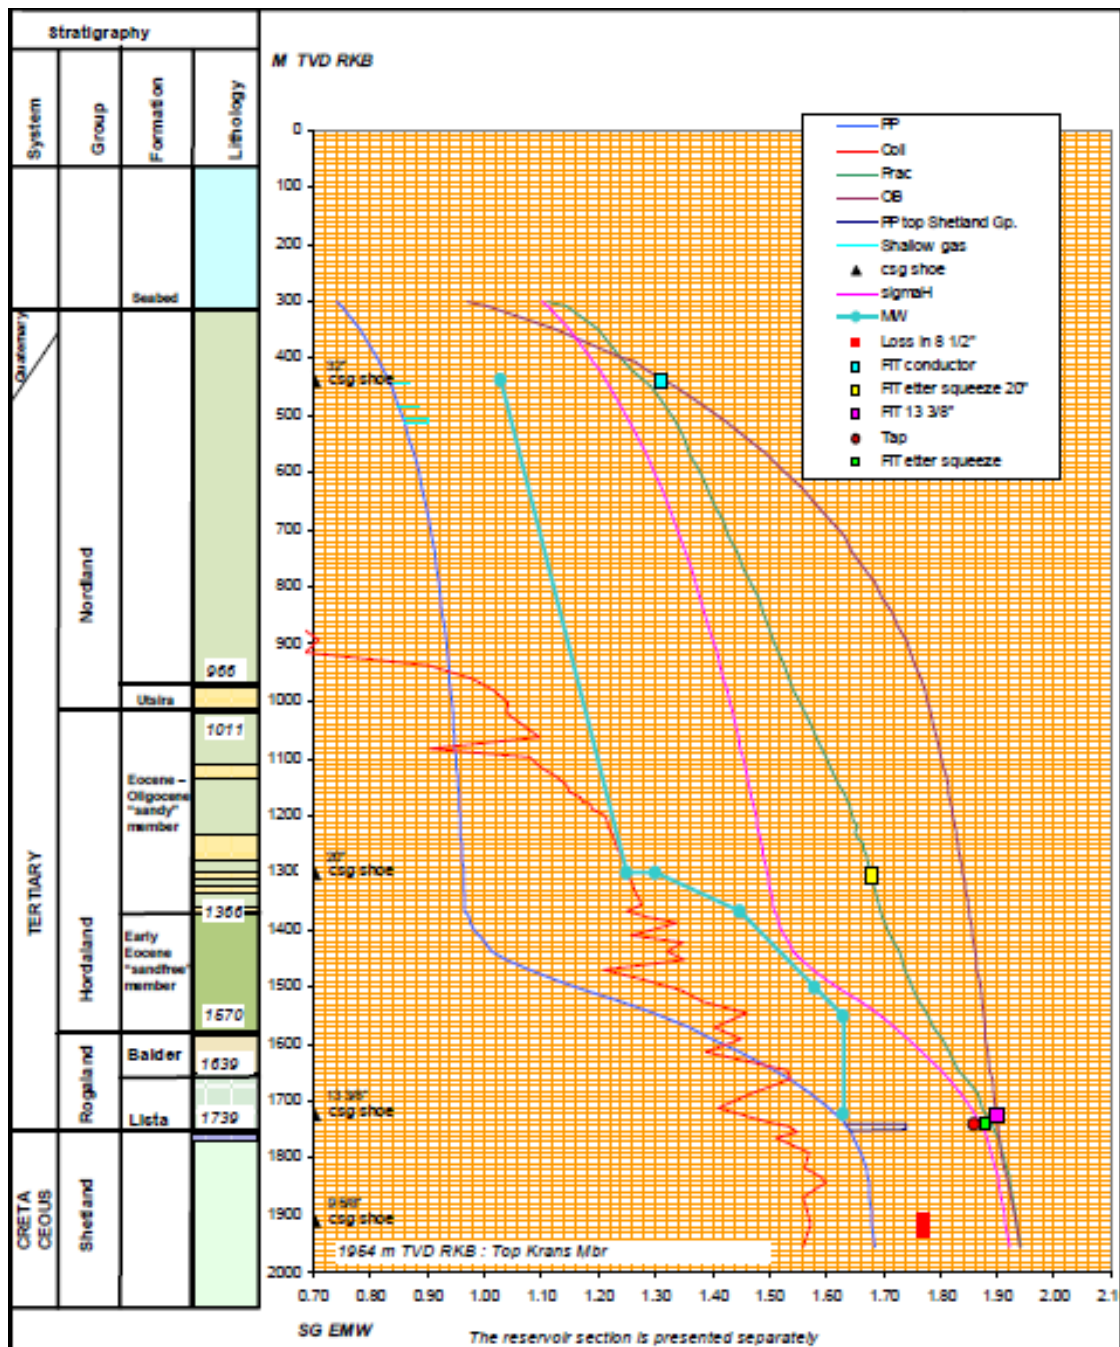 Stratigraphy
System
Group
Formation
Lithology
M TVD RKB
0
100
200
300
400
500
600
700
800
900
1000
1100
1200
1300
1400
1500
1600
1700
1800
1900
2000
0.70 0.80 0.90 1.00 1.10 1.20 1.30 1.40 1.50 1.60 1.70 1.80 1.90 2.00 2.1
SG EMW
The reservoir section is presented separately
PP
Coll
Frac
OB
PP top Shetland Gp.
Shallow gas
csg shoe
sigmaH
MW
Loss in 8 1/2"
FIT conductor
FIT etter squeeze 20"
FIT 13 3/8"
Tap
FIT etter squeeze
32"
csg shoe
20"
csg shoe
13 3/8"
csg shoe
9 5/8"
csg shoe
1954 m TVD RKB : Top Krans Mbr
Seabed
Quaternary
Nordland
966
Utsira
1011
Eocene –
Oligocene
"sandy"
member
TERTIARY
1366
Hordaland
Early
Eocene
"sandfree"
member
1570
Rogaland
Balder
1639
Lista
1739
CRETA
CEOUS
Shetland